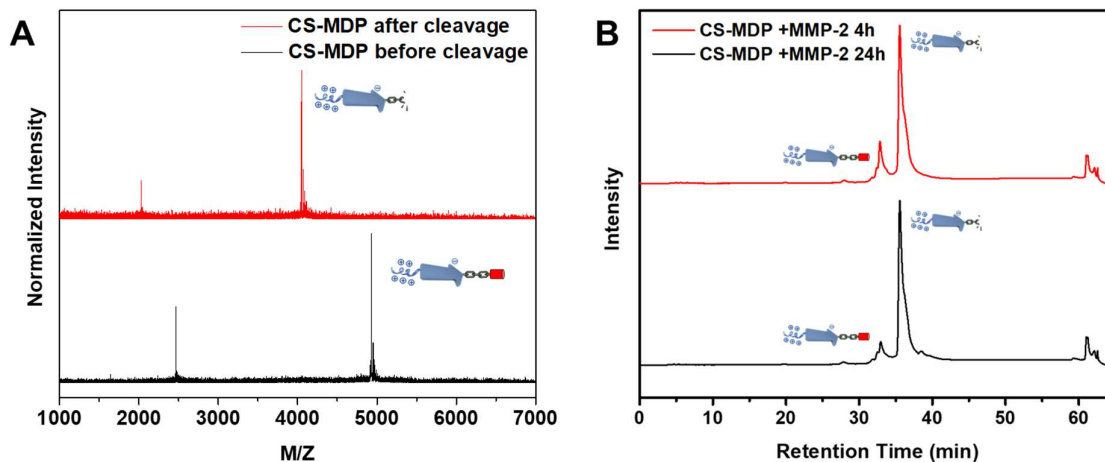 A
CS-MDP after cleavage
CS-MDP before cleavage
Normalized Intensity
1000 2000 3000 4000 5000 6000 7000
M/Z
B
CS-MDP +MMP-2 4h
CS-MDP +MMP-2 24h
Intensity
0 10 20 30 40 50 60
Retention Time (min)